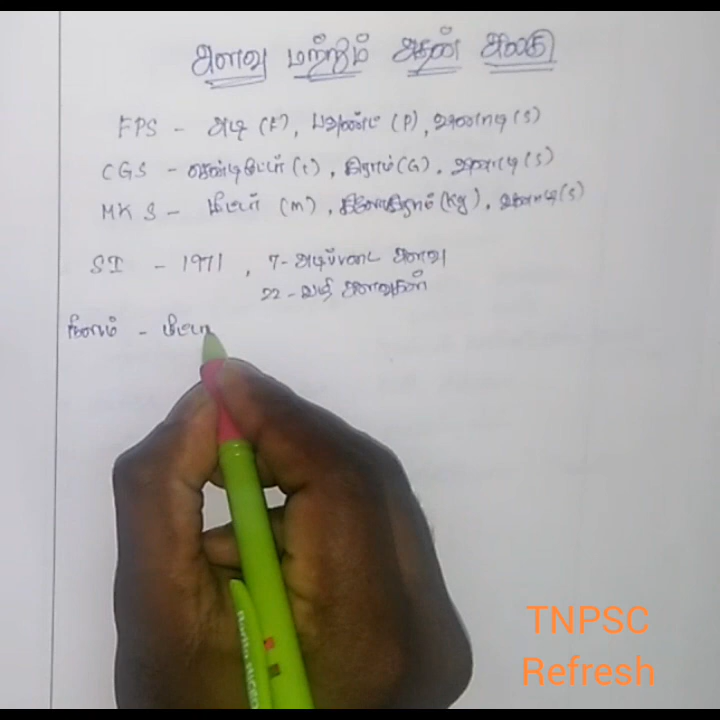 அளவு மற்றும் அதன் அலகு
FPS - அடி (F), பவுண்ட் (P), வினாடி (S)
CGS - சென்டிமீட்டர் (c), கிராம் (G), வினாடி (S)
MKS - மீட்டர் (m), கிலோகிராம் (kg), வினாடி (S)
SI - 1971, 7 - அடிப்படை அளவு
22 - வழி அளவுகள்
நீளம் - மீட்ட
TNPSC
Refresh